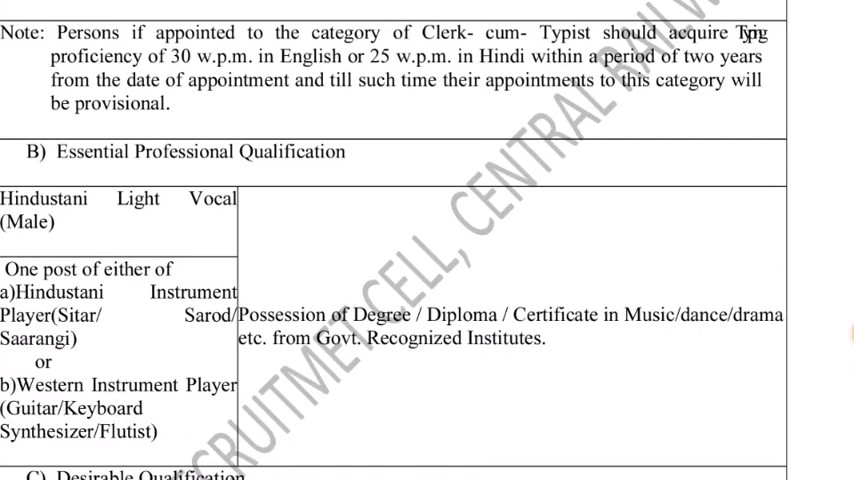 Note: Persons if appointed to the category of Clerk- cum- Typist should acquire
proficiency of 30 w.p.m. in English or 25 w.p.m. in Hindi within a period of two years
from the date of appointment and till such time their appointments to this category will
be provisional.
B) Essential Professional Qualification
Hindustani Light Vocal
(Male)
One post of either of
a)Hindustani Instrument
Player(Sitar/ Sarod/
Saarangi)
or
b)Western Instrument Player
(Guitar/Keyboard
Synthesizer/Flutist)
Possession of Degree / Diploma / Certificate in Music/dance/drama
etc. from Govt. Recognized Institutes.
C) Desirable Qualification
CRUITMET CELL, CENTRAL RAILW